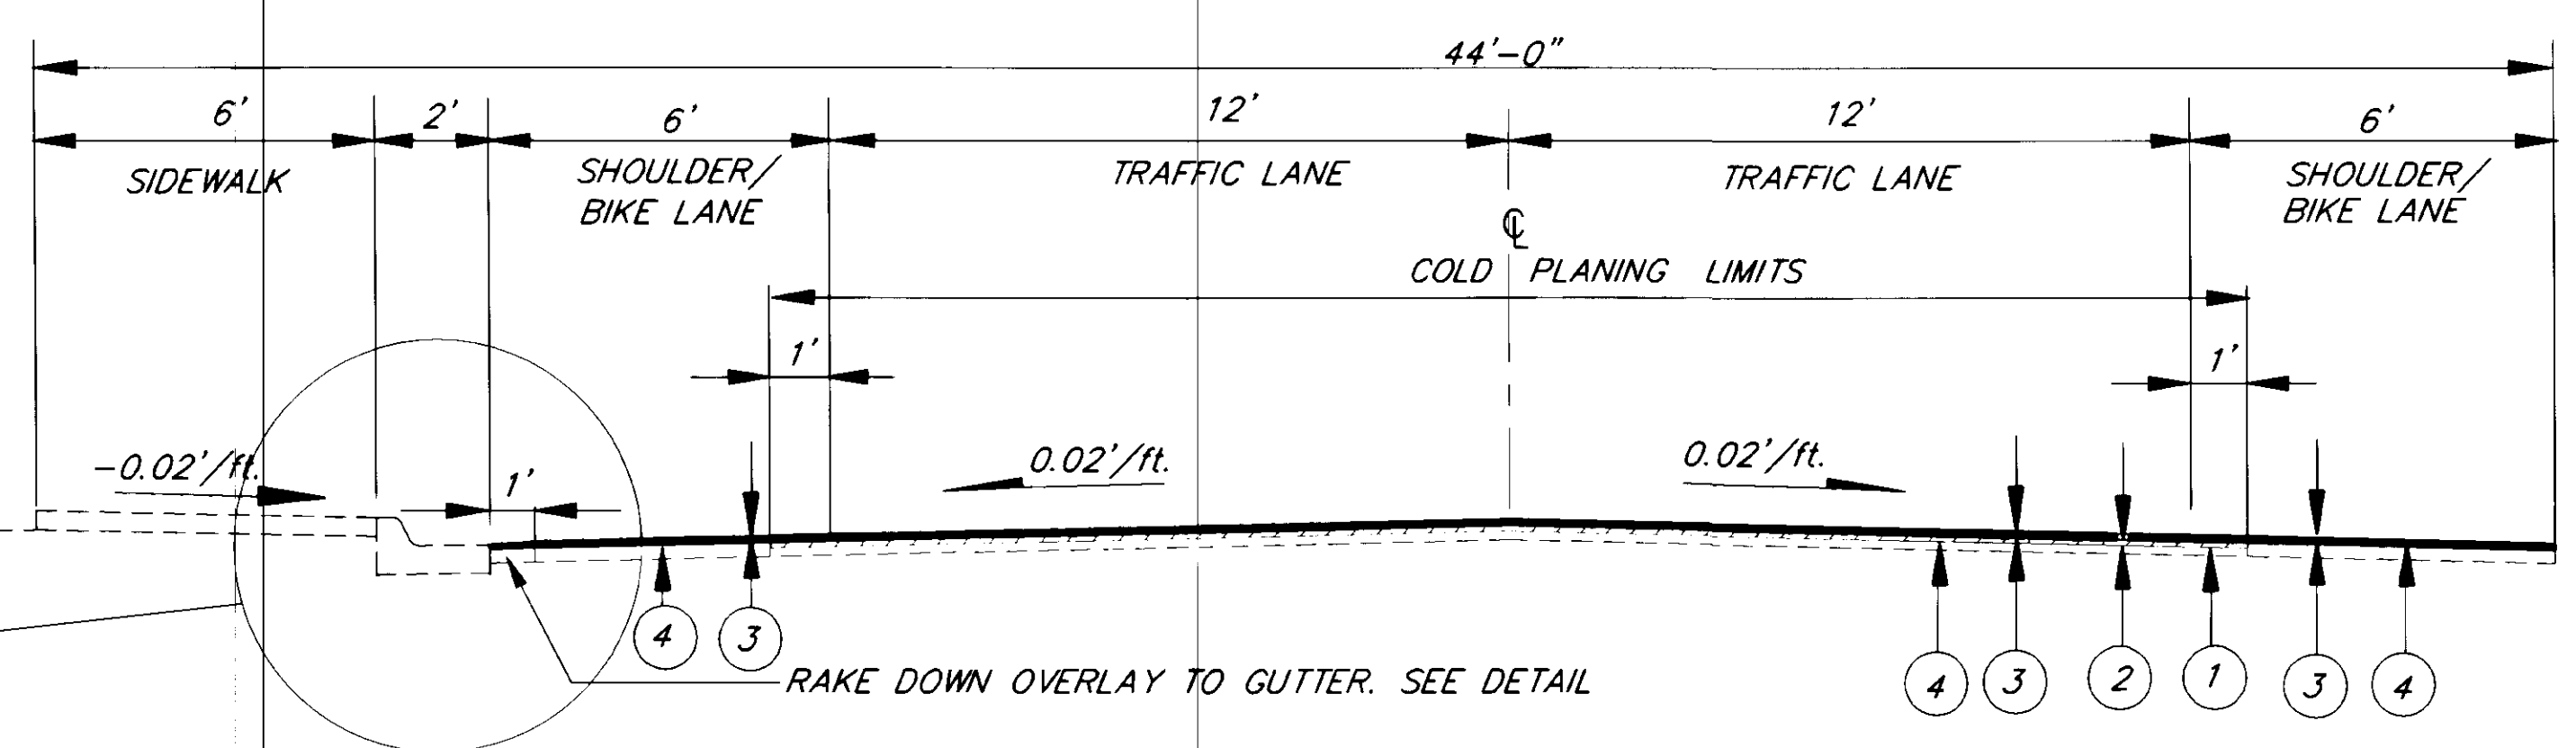 44'-0"
6' 2' 6' 12' 12' 6'
SIDEWALK SHOULDER/ TRAFFIC LANE TRAFFIC LANE SHOULDER/
BIKE LANE BIKE LANE
℄
COLD PLANING LIMITS
1' 1'
-0.02'/ft. 1' 0.02'/ft. 0.02'/ft.
4 3 4 3 2 1 3 4
RAKE DOWN OVERLAY TO GUTTER. SEE DETAIL